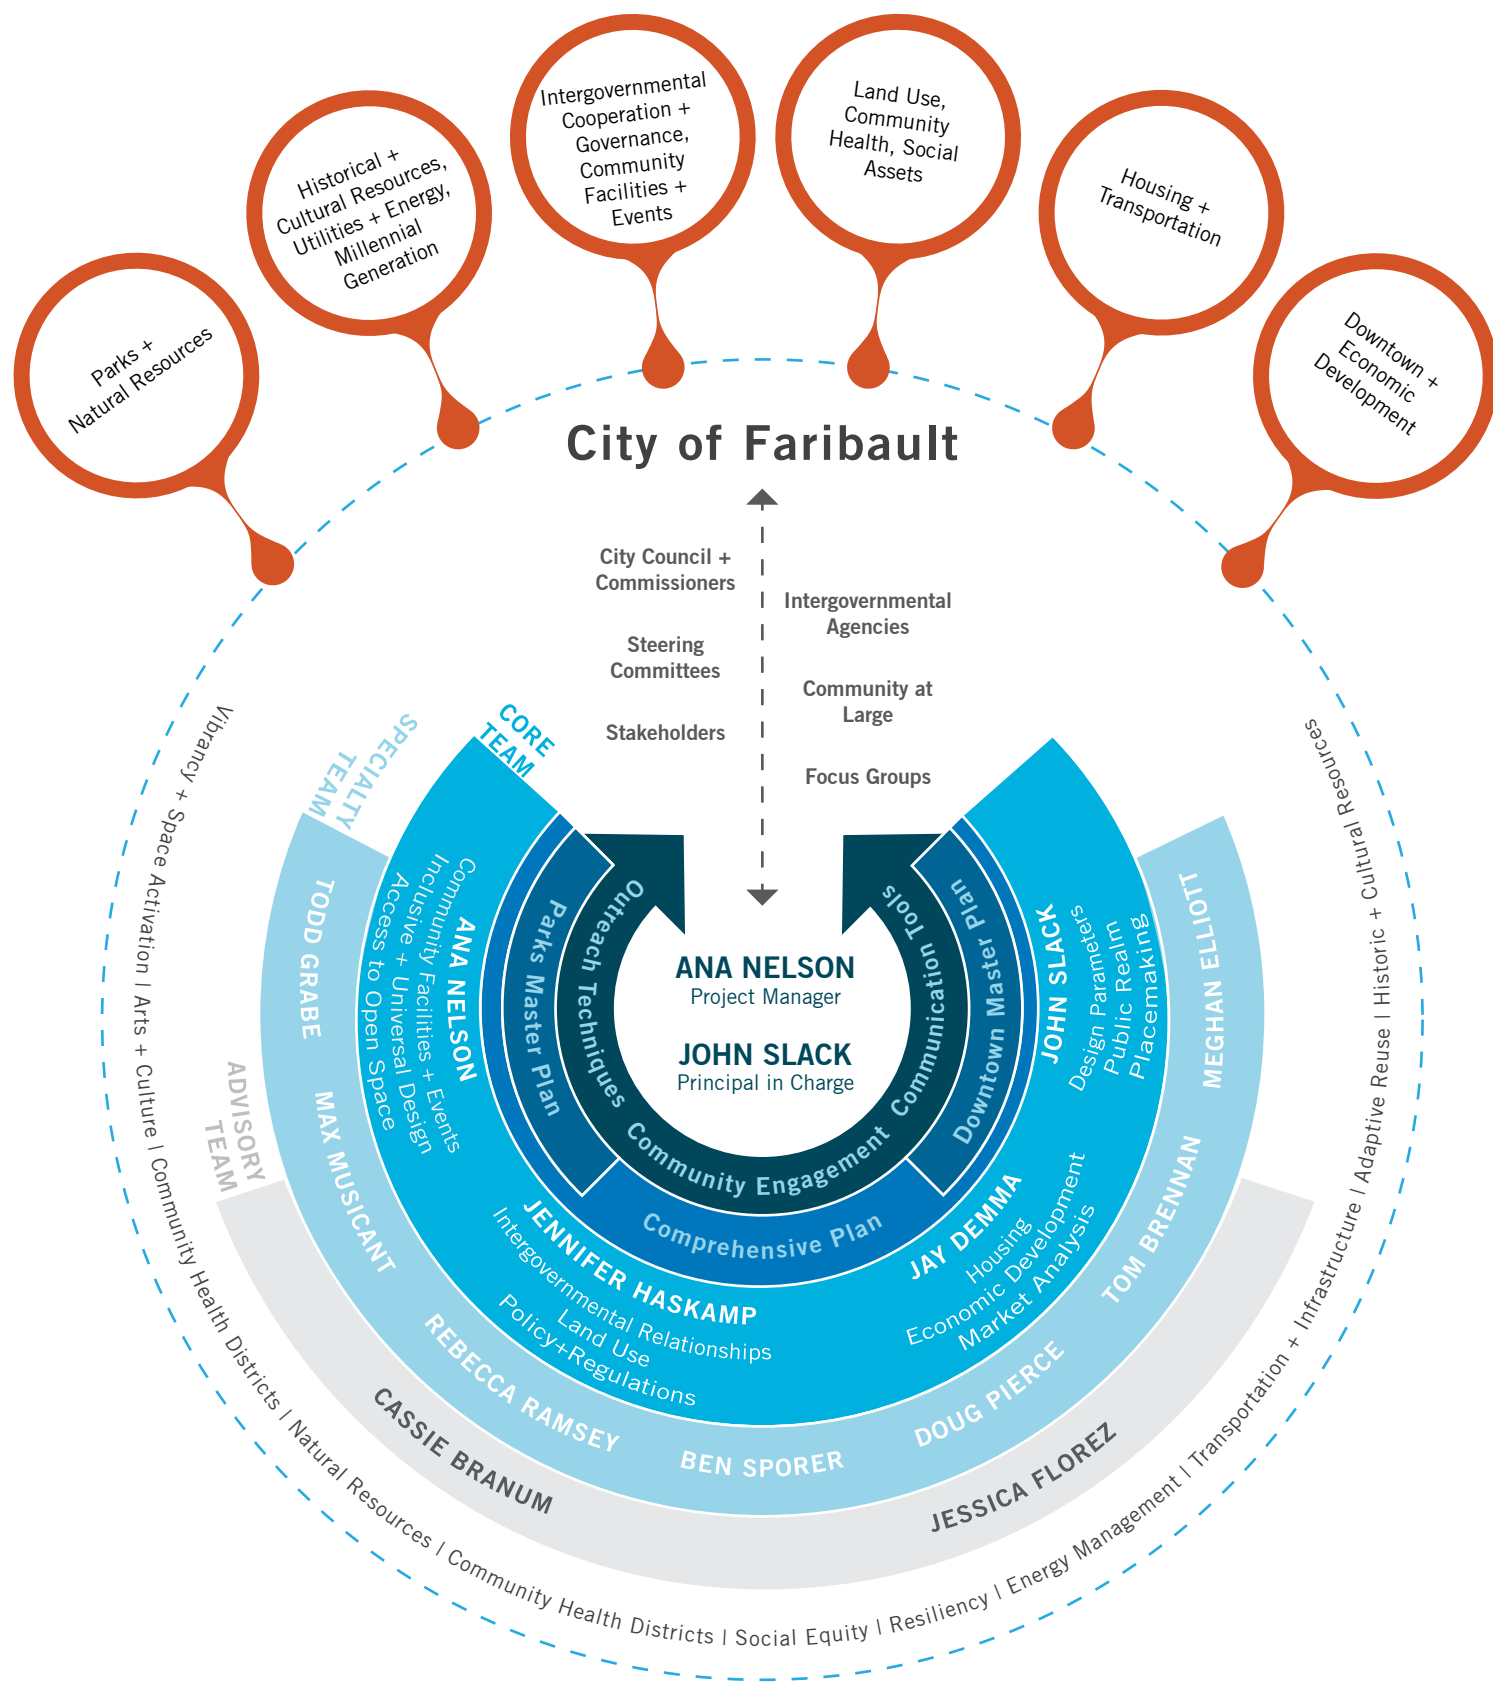 Parks +
Natural Resources
Historical +
Cultural Resources,
Utilities + Energy,
Millennial
Generation
Intergovernmental
Cooperation +
Governance,
Community
Facilities +
Events
Land Use,
Community
Health, Social
Assets
Housing +
Transportation
Downtown +
Economic
Development
City of Faribault
City Council +
Commissioners
Steering
Committees
Stakeholders
Intergovernmental
Agencies
Community at
Large
Focus Groups
ANA NELSON
Project Manager
JOHN SLACK
Principal in Charge
Outreach Techniques
Community Engagement
Communication Tools
Parks Master Plan
Comprehensive Plan
Downtown Master Plan
CORE
TEAM
ANA NELSON
Community Facilities + Events
Inclusive + Universal Design
Access to Open Space
JENNIFER HASKAMP
Intergovernmental Relationships
Land Use
Policy+Regulations
JAY DEMMA
Housing
Economic Development
Market Analysis
JOHN SLACK
Design Parameters
Public Realm
Placemaking
SPECIALTY
TEAM
TODD GRABE
MAX MUSICANT
REBECCA RAMSEY
BEN SPORER
DOUG PIERCE
TOM BRENNAN
MEGHAN ELLIOTT
ADVISORY
TEAM
CASSIE BRANUM
JESSICA FLOREZ
Vibrancy + Space Activation | Arts + Culture | Community Health Districts | Natural Resources | Community Health Districts | Social Equity | Resiliency | Energy Management | Transportation + Infrastructure | Adaptive Reuse | Historic + Cultural Resources